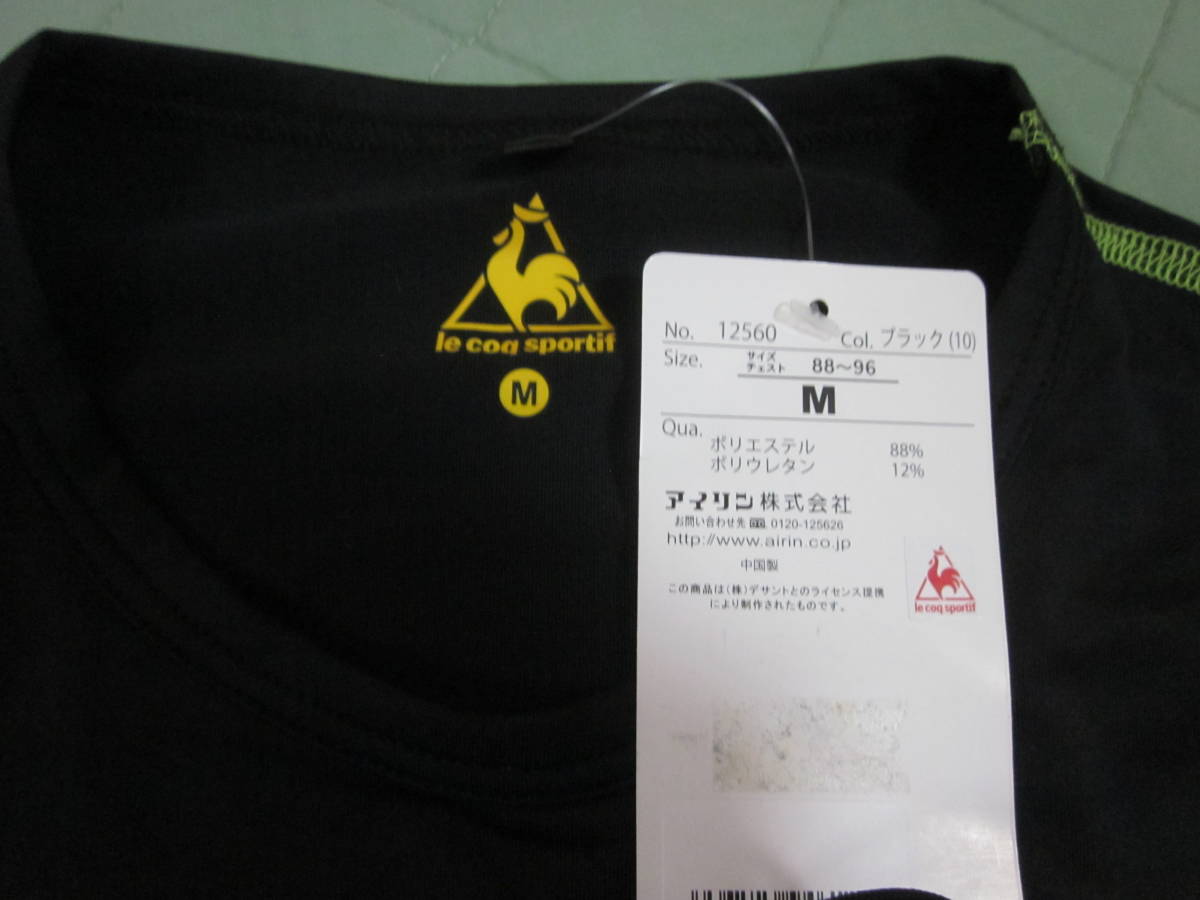 le coq sportif
M
No. 12560 Col. ブラック(10)
Size. サイズ チェスト 88〜96
M
Qua.
ポリエステル 88%
ポリウレタン 12%
アイリン株式会社
お問い合わせ先 0120-125626
http://www.airin.co.jp
中国製
この商品は(株)デサントとのライセンス提携
により制作されたものです。
le coq sportif